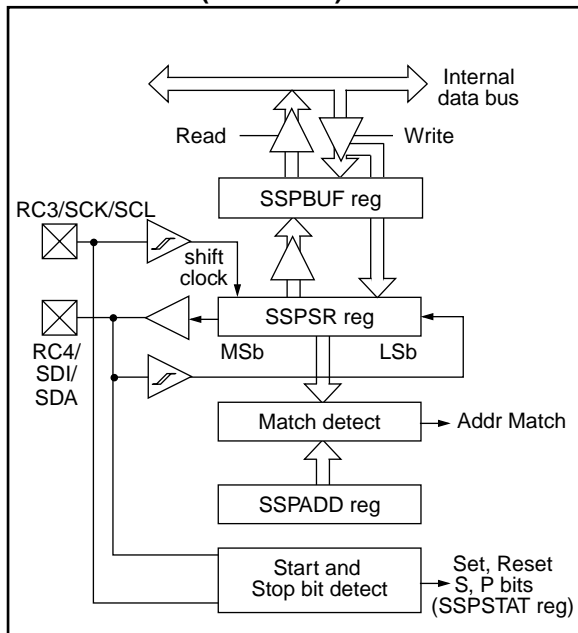 Internal
data bus
Read
Write
SSPBUF reg
RC3/SCK/SCL
shift
clock
SSPSR reg
MSb
LSb
RC4/
SDI/
SDA
Match detect
Addr Match
SSPADD reg
Start and
Stop bit detect
Set, Reset
S, P bits
(SSPSTAT reg)